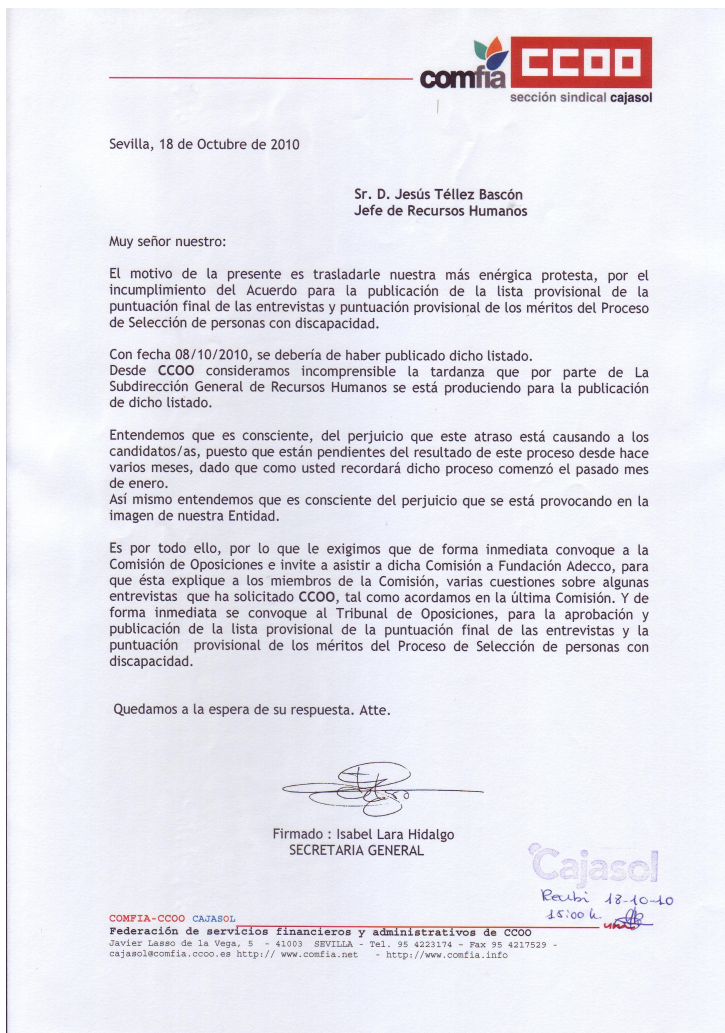 comfia CCOO
sección sindical cajasol
Sevilla, 18 de Octubre de 2010
Sr. D. Jesús Téllez Bascón
Jefe de Recursos Humanos
Muy señor nuestro:
El motivo de la presente es trasladarle nuestra más enérgica protesta, por el
incumplimiento del Acuerdo para la publicación de la lista provisional de la
puntuación final de las entrevistas y puntuación provisional de los méritos del Proceso
de Selección de personas con discapacidad.
Con fecha 08/10/2010, se debería de haber publicado dicho listado.
Desde CCOO consideramos incomprensible la tardanza que por parte de La
Subdirección General de Recursos Humanos se está produciendo para la publicación
de dicho listado.
Entendemos que es consciente, del perjuicio que este atraso está causando a los
candidatos/as, puesto que están pendientes del resultado de este proceso desde hace
varios meses, dado que como usted recordará dicho proceso comenzó el pasado mes
de enero.
Así mismo entendemos que es consciente del perjuicio que se está provocando en la
imagen de nuestra Entidad.
Es por todo ello, por lo que le exigimos que de forma inmediata convoque a la
Comisión de Oposiciones e invite a asistir a dicha Comisión a Fundación Adecco, para
que ésta explique a los miembros de la Comisión, varias cuestiones sobre algunas
entrevistas que ha solicitado CCOO, tal como acordamos en la última Comisión. Y de
forma inmediata se convoque al Tribunal de Oposiciones, para la aprobación y
publicación de la lista provisional de la puntuación final de las entrevistas y la
puntuación provisional de los méritos del Proceso de Selección de personas con
discapacidad.
Quedamos a la espera de su respuesta. Atte.
Firmado : Isabel Lara Hidalgo
SECRETARIA GENERAL
Cajasol
Recibi 18-10-10
15:00 h
COMFIA-CCOO CAJASOL
Federación de servicios financieros y administrativos de CCOO
Javier Lasso de la Vega, 5 - 41003 SEVILLA - Tel. 95 4223174 - Fax 95 4217529 -
cajasol@comfia.ccoo.es http:// www.comfia.net - http://www.comfia.info